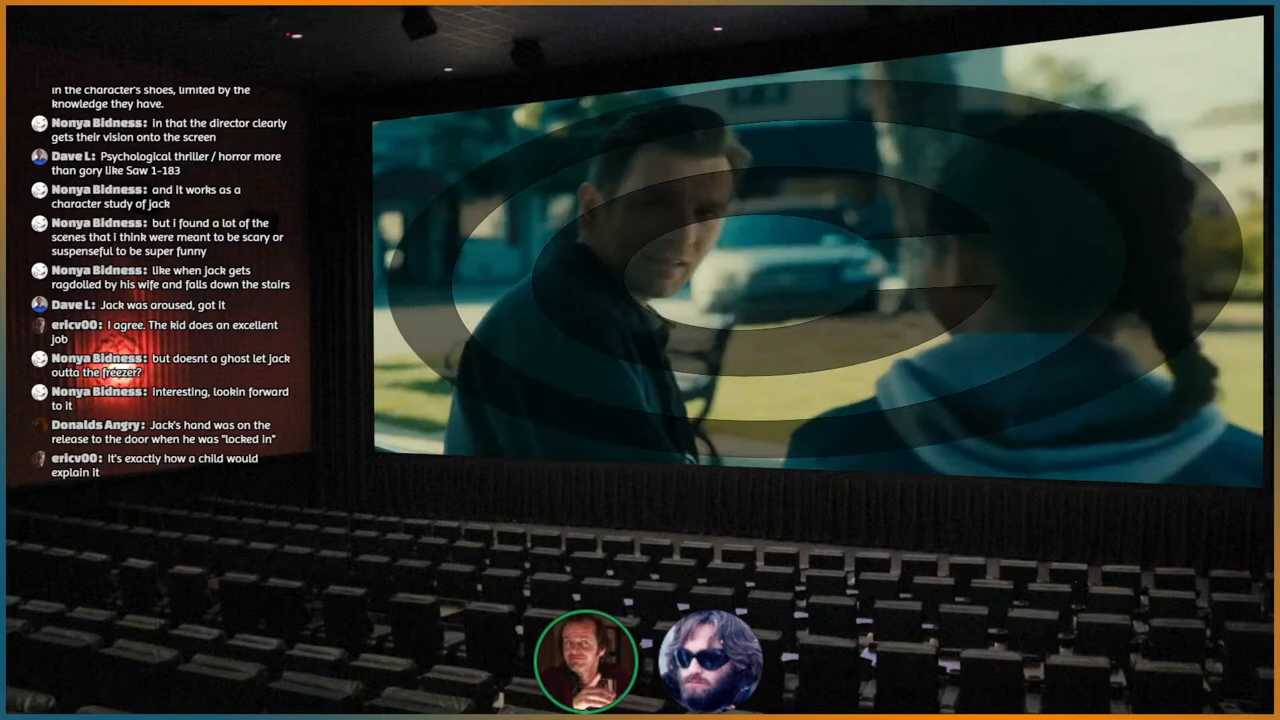 in the character's shoes, limited by the
knowledge they have.
Nonya Bidness: in that the director clearly
gets their vision onto the screen
Dave L: Psychological thriller / horror more
than gory like Saw 1-183
Nonya Bidness: and it works as a
character study of jack
Nonya Bidness: but i found a lot of the
scenes that i think were meant to be scary or
suspenseful to be super funny
Nonya Bidness: like when jack gets
ragdolled by his wife and falls down the stairs
Dave L: Jack was aroused, got it
ericv00: I agree. The kid does an excellent
job
Nonya Bidness: but doesnt a ghost let jack
outta the freezer?
Nonya Bidness: interesting, lookin forward
to it
Donalds Angry: Jack's hand was on the
release to the door when he was "locked in"
ericv00: It's exactly how a child would
explain it